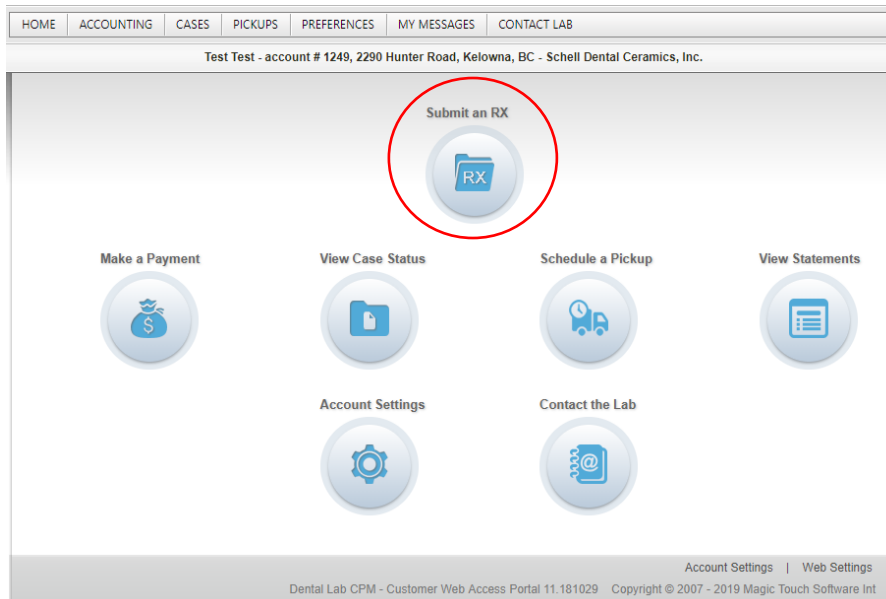 HOME ACCOUNTING CASES PICKUPS PREFERENCES MY MESSAGES CONTACT LAB
Test Test - account # 1249, 2290 Hunter Road, Kelowna, BC - Schell Dental Ceramics, Inc.
Submit an RX
RX
Make a Payment View Case Status Schedule a Pickup View Statements
$
Account Settings Contact the Lab
@
Account Settings | Web Settings
Dental Lab CPM - Customer Web Access Portal 11.181029 Copyright © 2007 - 2019 Magic Touch Software Int